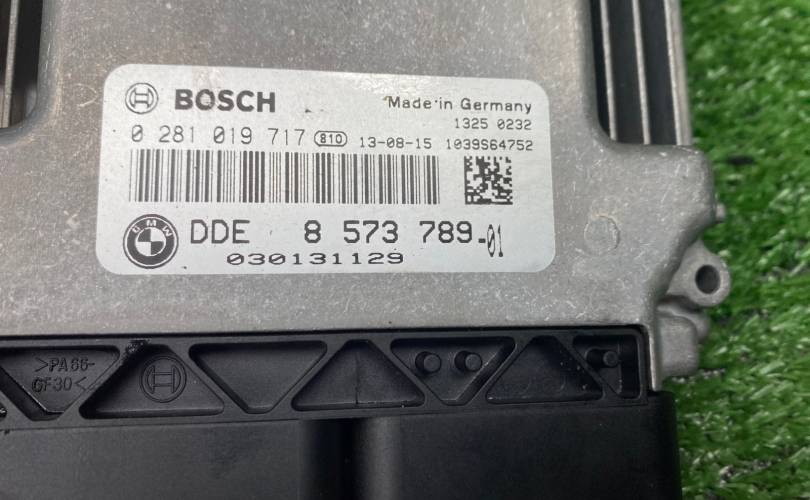 BOSCH
Made in Germany
1325 0232
0 281 019 717 810 13-08-15 1039S64752
BMW
DDE 8 573 789-01
030131129
>PA66-
GF30<